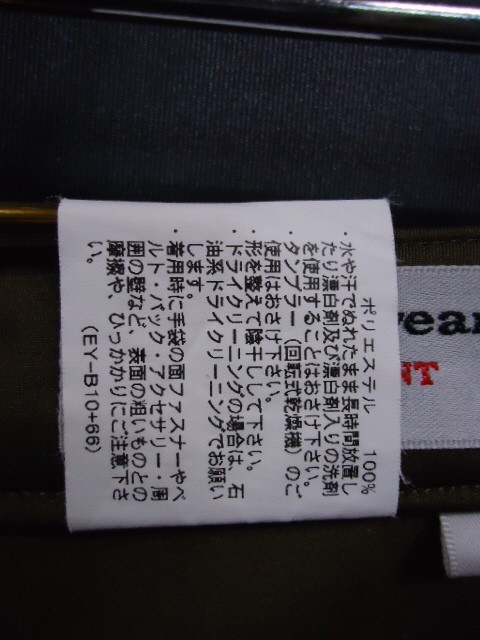 ポリエステル 100%
・水や汗でぬれたまま長時間放置し
たり漂白剤及び漂白剤入りの洗剤
を使用することはおさけ下さい。
・タンブラー(回転式乾燥機)のご
使用はおさけ下さい。
・形を整えて陰干しして下さい。
・ドライクリーニングの場合は、石
油系ドライクリーニングでお願い
します。
・着用時に手袋の面ファスナーやベ
ルト・バック・アクセサリー・周
囲の壁など、表面の粗いものとの
摩擦や、ひっかかりにご注意下さ
い。
(EY-B10+66)
wear
NT